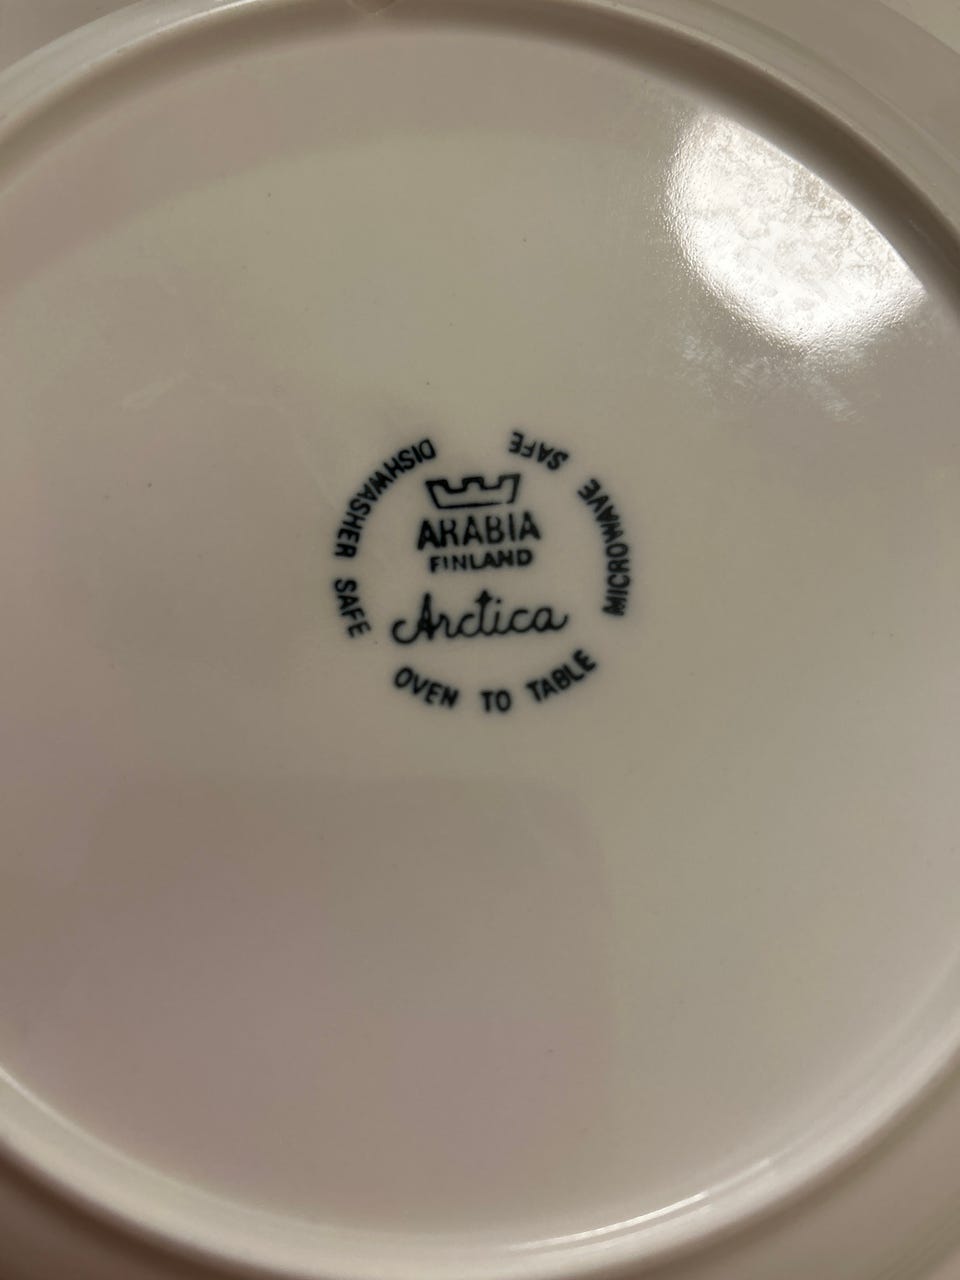 ARABIA
FINLAND
Arctica
DISHWASHER SAFE
OVEN TO TABLE
MICROWAVE SAFE